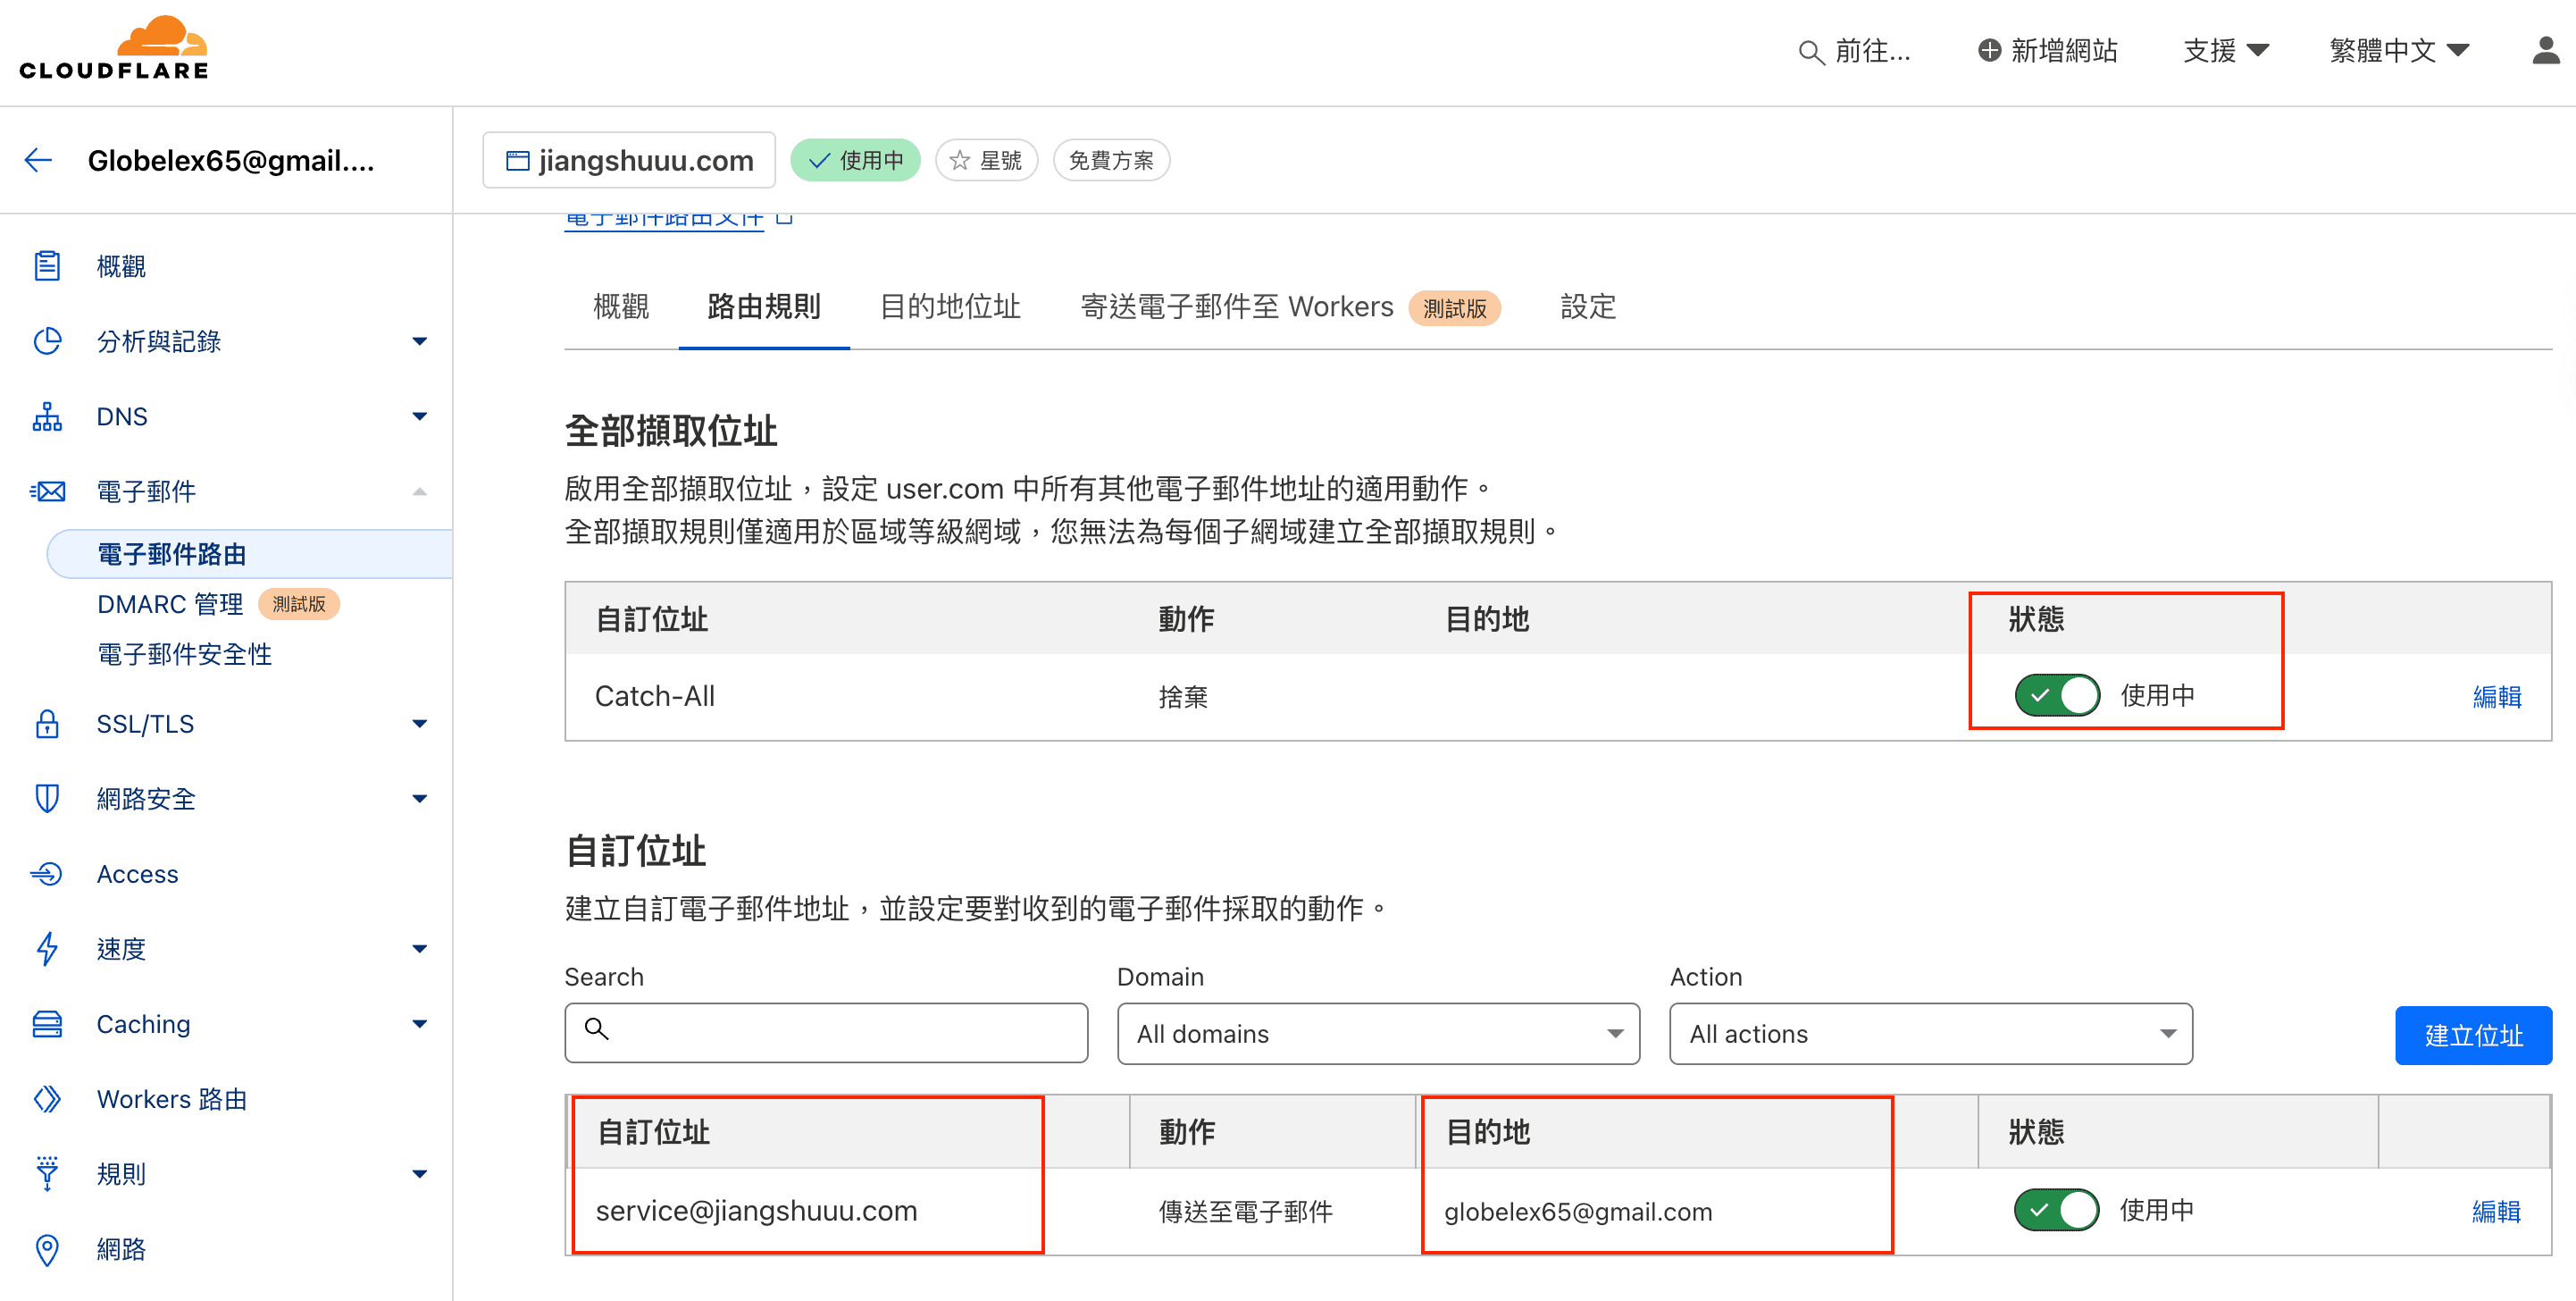 CLOUDFLARE
前往...
新增網站
支援
繁體中文
Globelex65@gmail....
jiangshuuu.com
使用中
星號
免費方案
電子郵件路由文件
概觀
分析與記錄
DNS
電子郵件
電子郵件路由
DMARC 管理 測試版
電子郵件安全性
SSL/TLS
網路安全
Access
速度
Caching
Workers 路由
規則
網路
概觀
路由規則
目的地位址
寄送電子郵件至 Workers 測試版
設定
全部擷取位址
啟用全部擷取位址，設定 user.com 中所有其他電子郵件地址的適用動作。
全部擷取規則僅適用於區域等級網域，您無法為每個子網域建立全部擷取規則。
自訂位址 動作 目的地 狀態
Catch-All 捨棄 使用中 編輯
自訂位址
建立自訂電子郵件地址，並設定要對收到的電子郵件採取的動作。
Search Domain Action
All domains All actions 建立位址
自訂位址 動作 目的地 狀態
service@jiangshuuu.com 傳送至電子郵件 globelex65@gmail.com 使用中 編輯